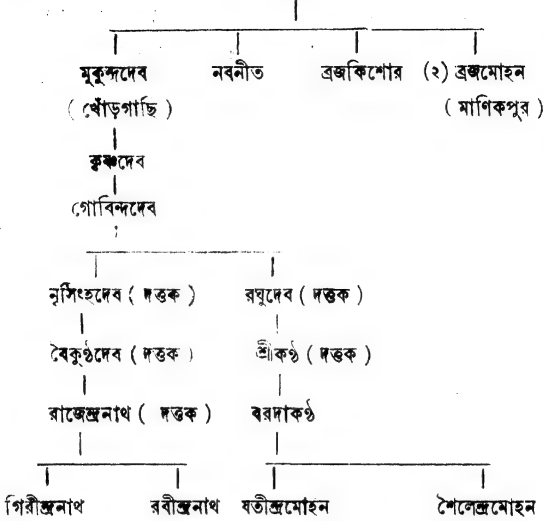 মুকুন্দদেব নবনীত ব্রজকিশোর (২) ব্রজমোহন
( খোঁড়গাছি ) ( মাণিকপুর )
কৃষ্ণদেব
গোবিন্দদেব
নৃসিংহদেব ( দত্তক ) রঘুদেব ( দত্তক )
বৈকুণ্ঠদেব ( দত্তক ) শ্রীকণ্ঠ ( দত্তক )
রাজেন্দ্রনাথ ( দত্তক ) বরদাকণ্ঠ
গিরীন্দ্রনাথ রবীন্দ্রনাথ যতীন্দ্রমোহন শৈলেন্দ্রমোহন